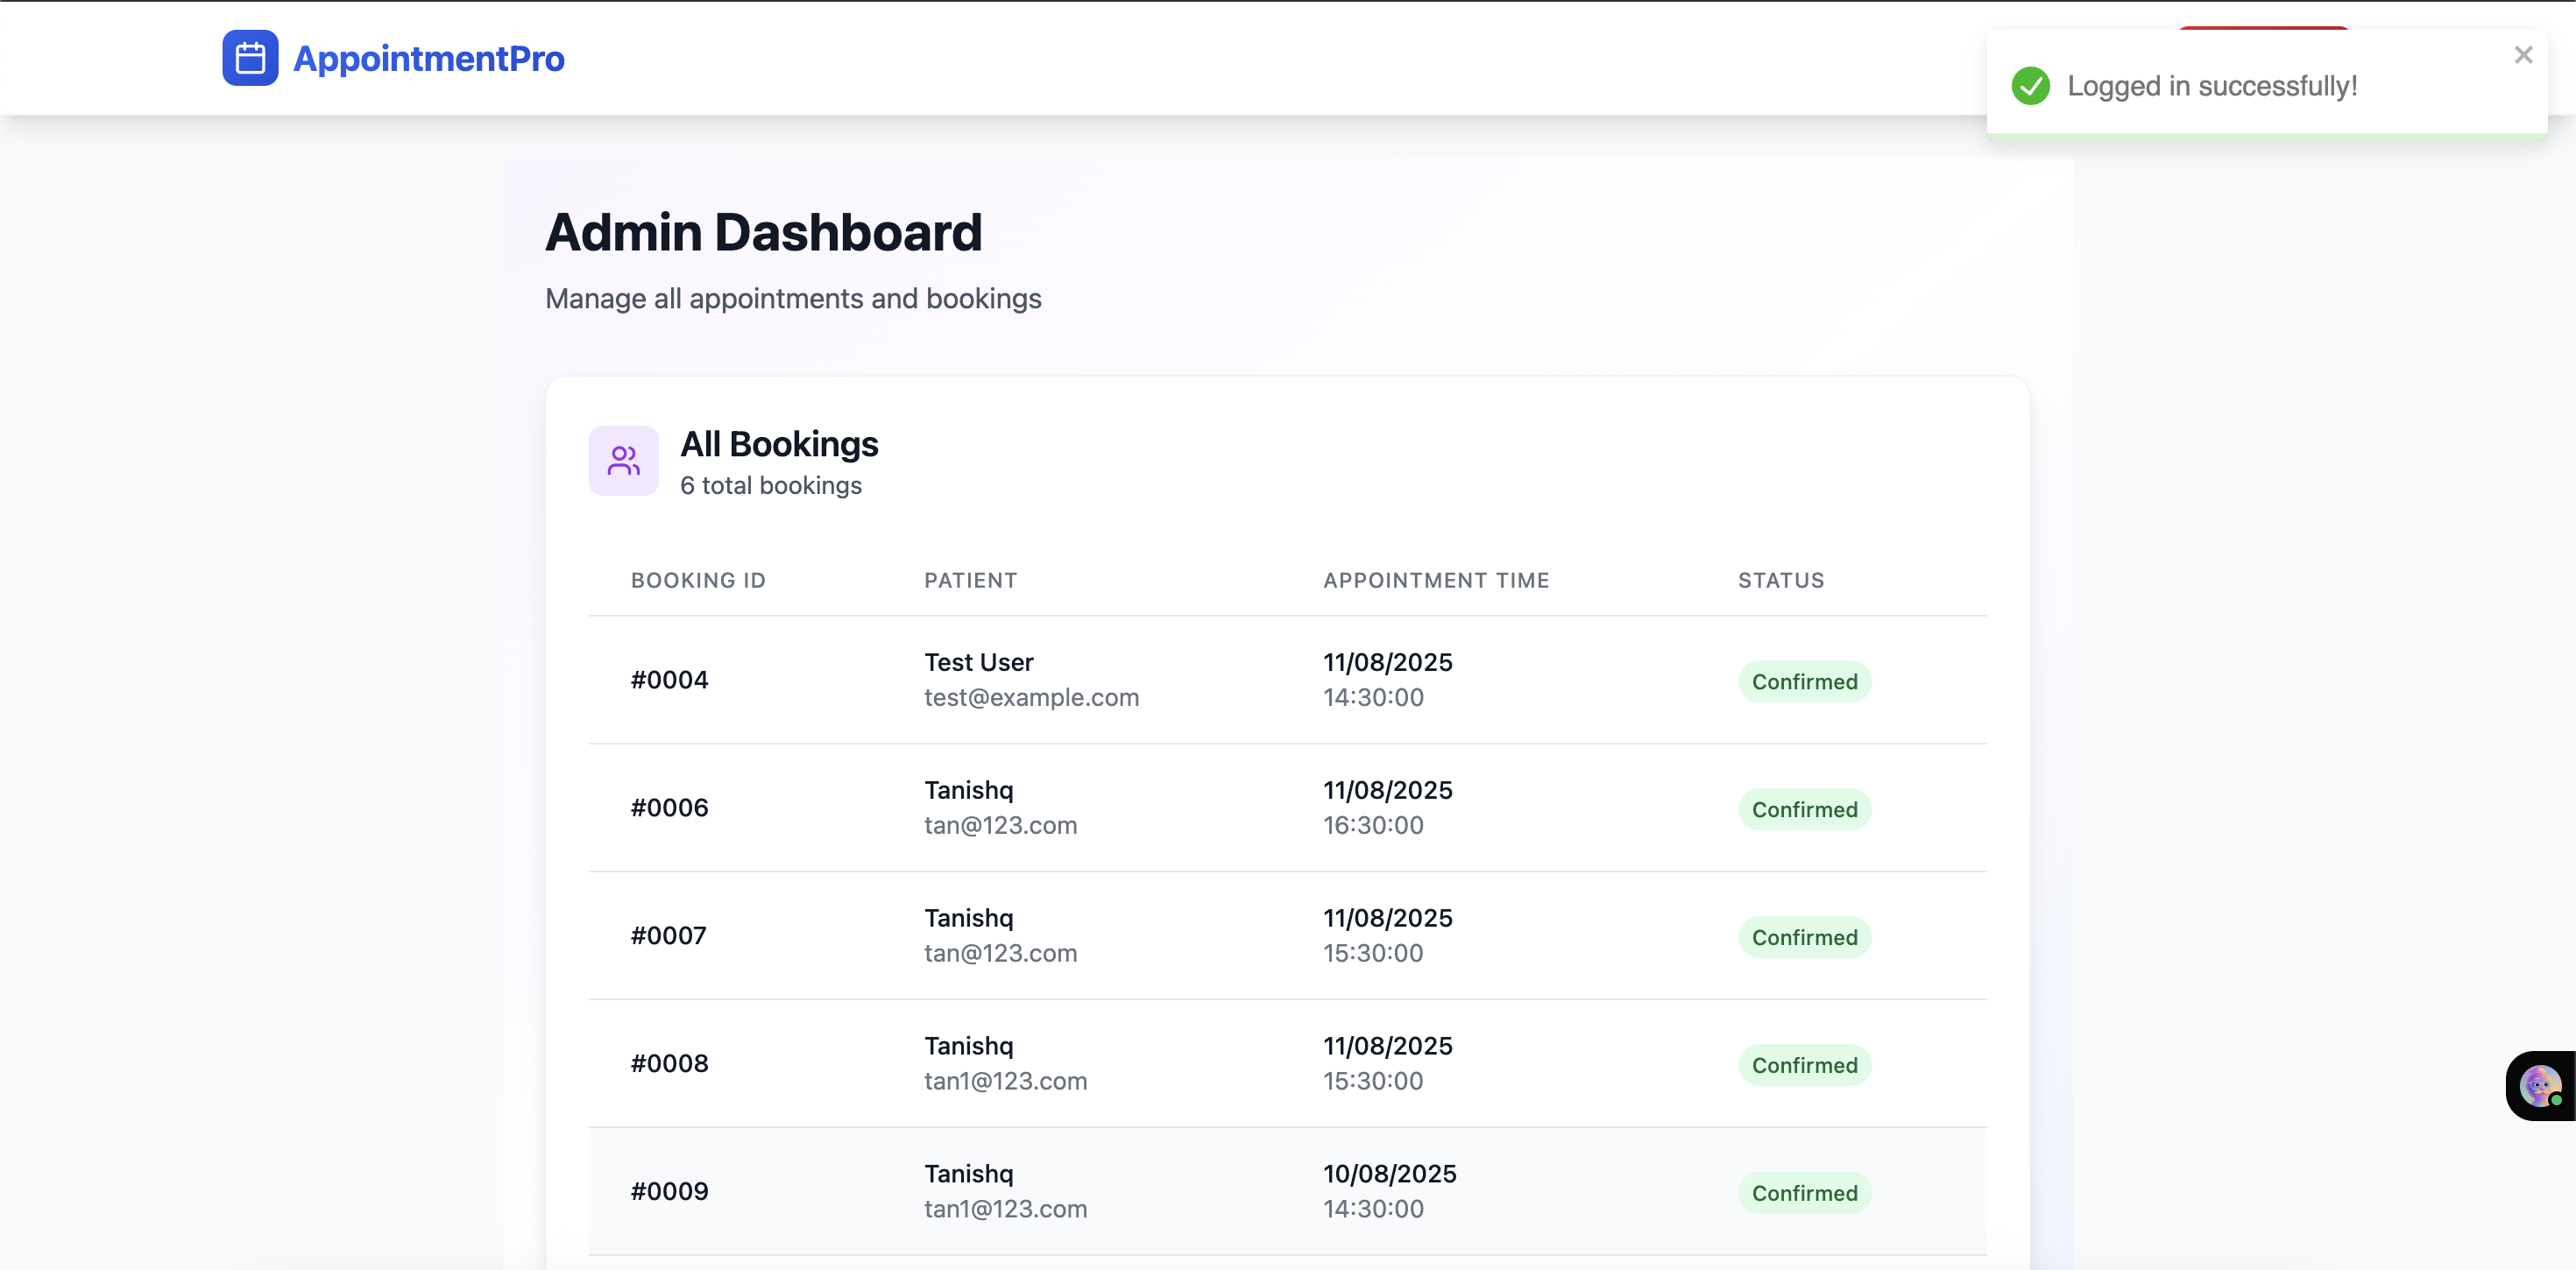 AppointmentPro
Logged in successfully!
Admin Dashboard
Manage all appointments and bookings
All Bookings
6 total bookings
BOOKING ID PATIENT APPOINTMENT TIME STATUS
#0004 Test User 11/08/2025 Confirmed
test@example.com 14:30:00
#0006 Tanishq 11/08/2025 Confirmed
tan@123.com 16:30:00
#0007 Tanishq 11/08/2025 Confirmed
tan@123.com 15:30:00
#0008 Tanishq 11/08/2025 Confirmed
tan1@123.com 15:30:00
#0009 Tanishq 10/08/2025 Confirmed
tan1@123.com 14:30:00